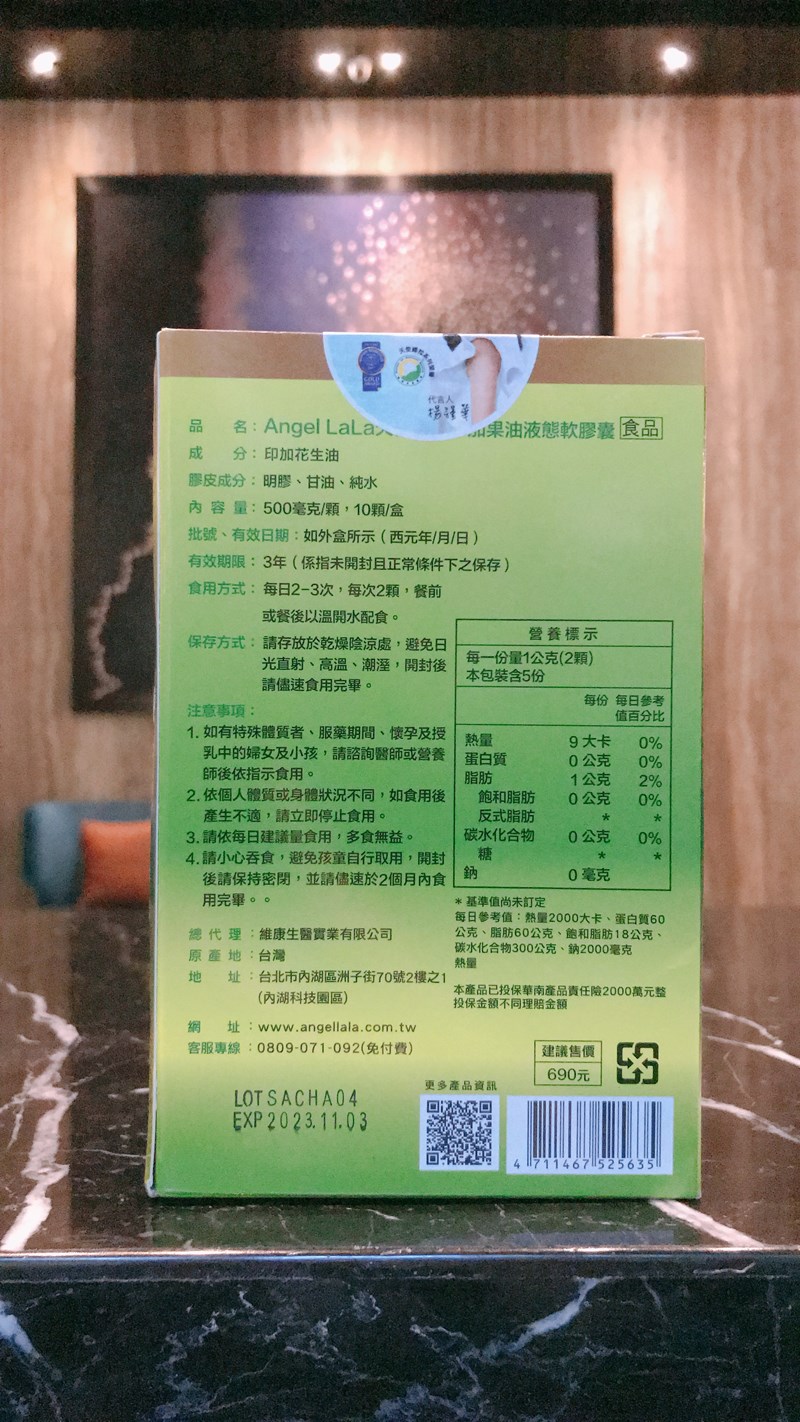 代言人
品 名：Angel LaLa 果油液態軟膠囊 食品
成 分：印加花生油
膠皮成分：明膠、甘油、純水
內 容 量：500毫克/顆，10顆/盒
批號、有效日期：如外盒所示（西元年/月/日）
有效期限：3年（係指未開封且正常條件下之保存）
食用方式：每日2-3次，每次2顆，餐前
或餐後以溫開水配食。
保存方式：請存放於乾燥陰涼處，避免日
光直射、高溫、潮溼，開封後
請儘速食用完畢。
注意事項：
1. 如有特殊體質者、服藥期間、懷孕及授
乳中的婦女及小孩，請諮詢醫師或營養
師後依指示食用。
2. 依個人體質或身體狀況不同，如食用後
產生不適，請立即停止食用。
3. 請依每日建議量食用，多食無益。
4. 請小心吞食，避免孩童自行取用，開封
後請保持密閉，並請儘速於2個月內食
用完畢。。
總 代 理：維康生醫實業有限公司
原 產 地：台灣
地 址：台北市內湖區洲子街70號2樓之1
(內湖科技園區)
網 址：www.angellala.com.tw
客服專線：0809-071-092(免付費)
LOT SACHA04
EXP 2023.11.03
營養標示
每一份量1公克(2顆)
本包裝含5份
每份 每日參考
值百分比
熱量 9 大卡 0%
蛋白質 0 公克 0%
脂肪 1 公克 2%
飽和脂肪 0 公克 0%
反式脂肪 * *
碳水化合物 0 公克 0%
糖 * *
鈉 0 毫克
* 基準值尚未訂定
每日參考值：熱量2000大卡、蛋白質60
公克、脂肪60公克、飽和脂肪18公克、
碳水化合物300公克、鈉2000毫克
熱量
本產品已投保華南產品責任險2000萬元整
投保金額不同理賠金額
建議售價
690元
更多產品資訊
4 711467 525635